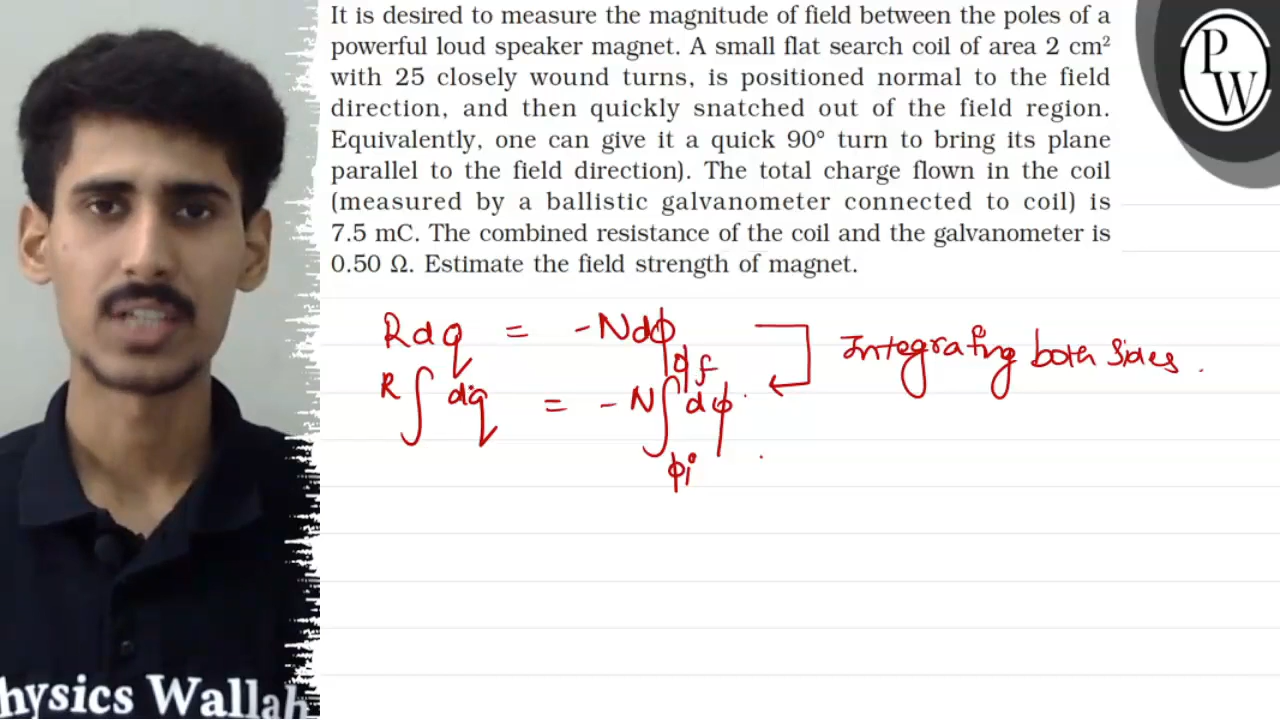 It is desired to measure the magnitude of field between the poles of a
powerful loud speaker magnet. A small flat search coil of area 2 cm²
with 25 closely wound turns, is positioned normal to the field
direction, and then quickly snatched out of the field region.
Equivalently, one can give it a quick 90° turn to bring its plane
parallel to the field direction). The total charge flown in the coil
(measured by a ballistic galvanometer connected to coil) is
7.5 mC. The combined resistance of the coil and the galvanometer is
0.50 Ω. Estimate the field strength of magnet.
P
W
Rdq = -Ndϕ
R∫dq = -N∫dϕ
ϕf
ϕi
Integrating both sides.
hysics Wallah